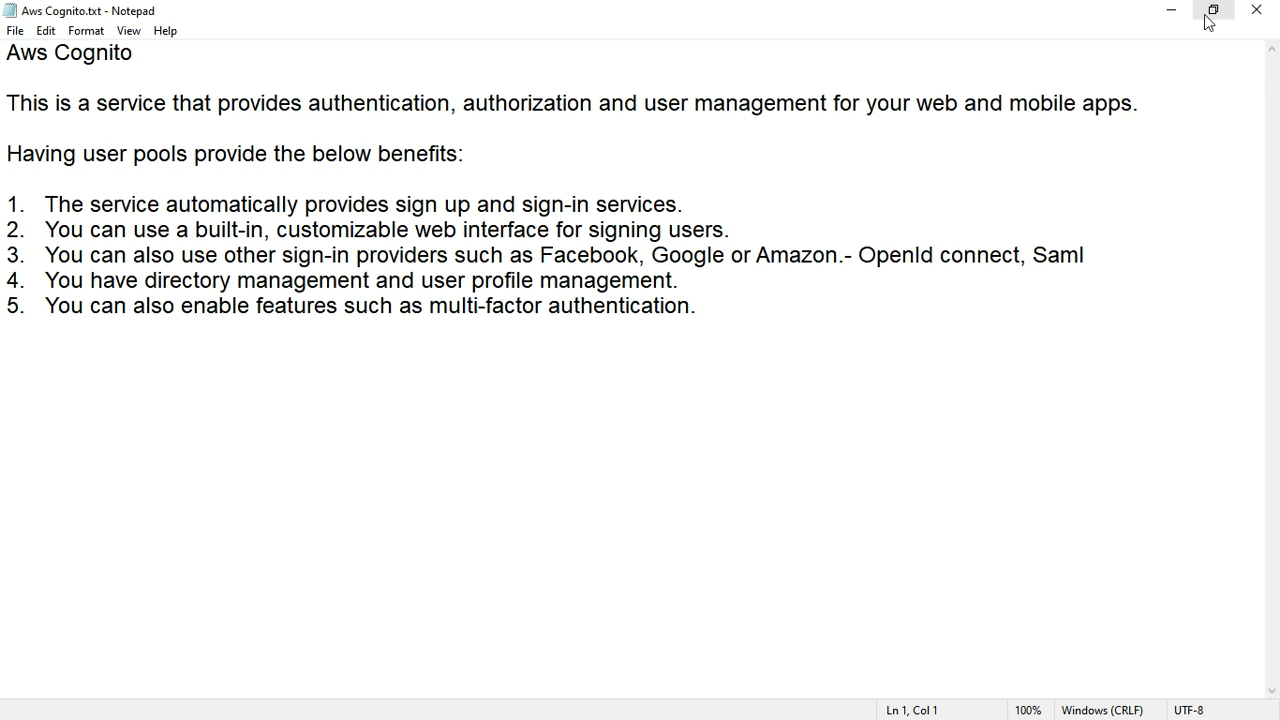 Aws Cognito.txt - Notepad
File Edit Format View Help
Aws Cognito
This is a service that provides authentication, authorization and user management for your web and mobile apps.
Having user pools provide the below benefits:
1. The service automatically provides sign up and sign-in services.
2. You can use a built-in, customizable web interface for signing users.
3. You can also use other sign-in providers such as Facebook, Google or Amazon.- OpenId connect, Saml
4. You have directory management and user profile management.
5. You can also enable features such as multi-factor authentication.
Ln 1, Col 1 100% Windows (CRLF) UTF-8